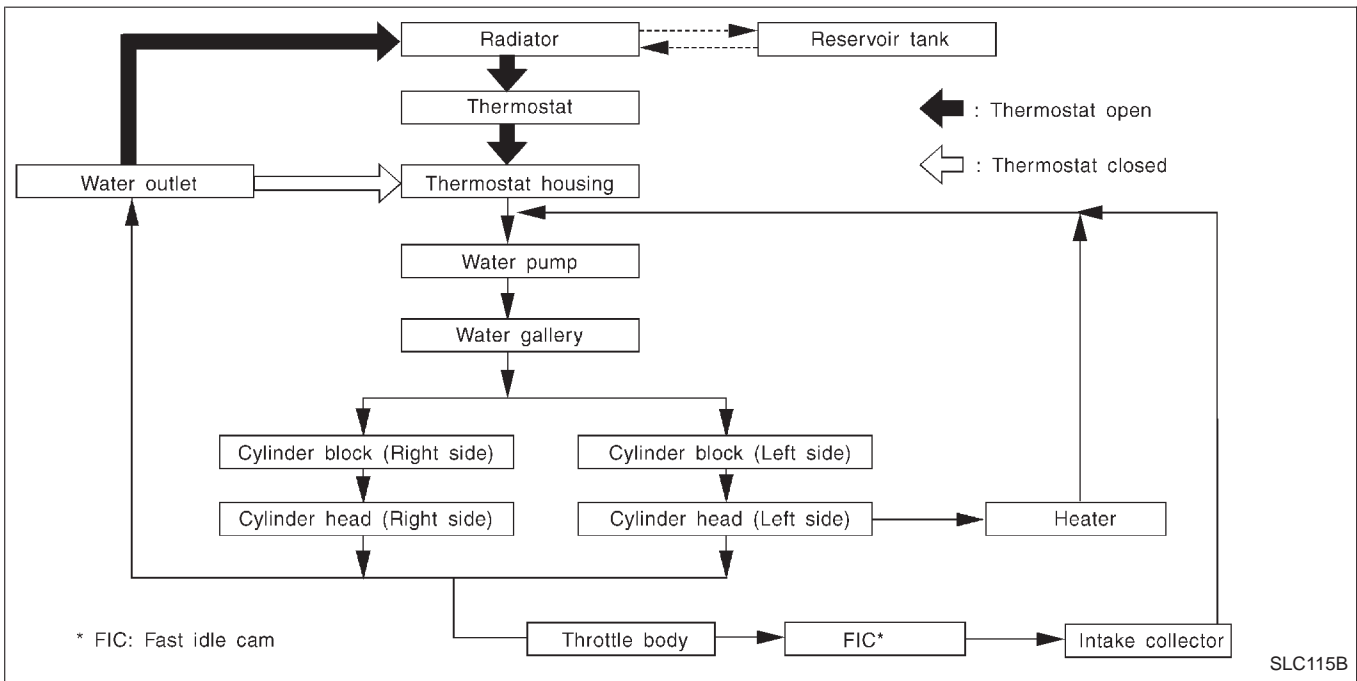 Radiator
Reservoir tank
Thermostat
: Thermostat open
Water outlet
Thermostat housing
: Thermostat closed
Water pump
Water gallery
Cylinder block (Right side)
Cylinder block (Left side)
Cylinder head (Right side)
Cylinder head (Left side)
Heater
* FIC: Fast idle cam
Throttle body
FIC*
Intake collector
SLC115B